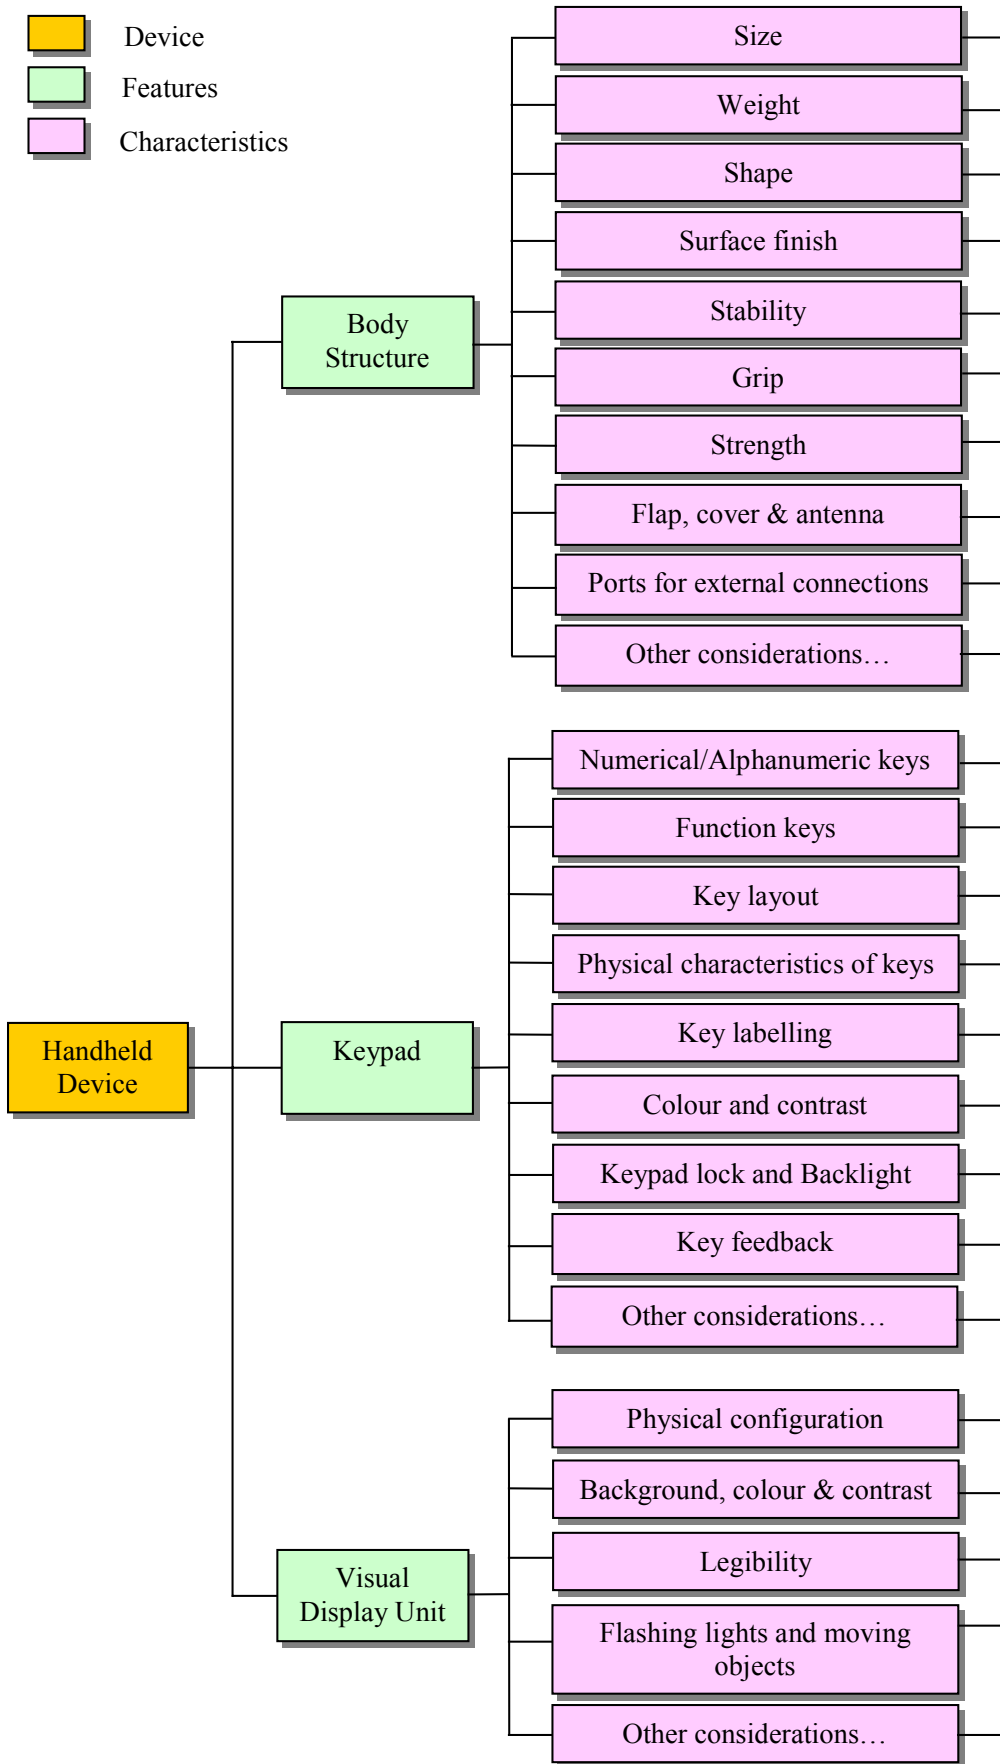 Device
Features
Characteristics
Size
Weight
Shape
Surface finish
Stability
Body
Structure
Grip
Strength
Flap, cover & antenna
Ports for external connections
Other considerations…
Numerical/Alphanumeric keys
Function keys
Key layout
Physical characteristics of keys
Key labelling
Handheld
Device
Keypad
Colour and contrast
Keypad lock and Backlight
Key feedback
Other considerations…
Physical configuration
Background, colour & contrast
Legibility
Visual
Display Unit
Flashing lights and moving
objects
Other considerations…